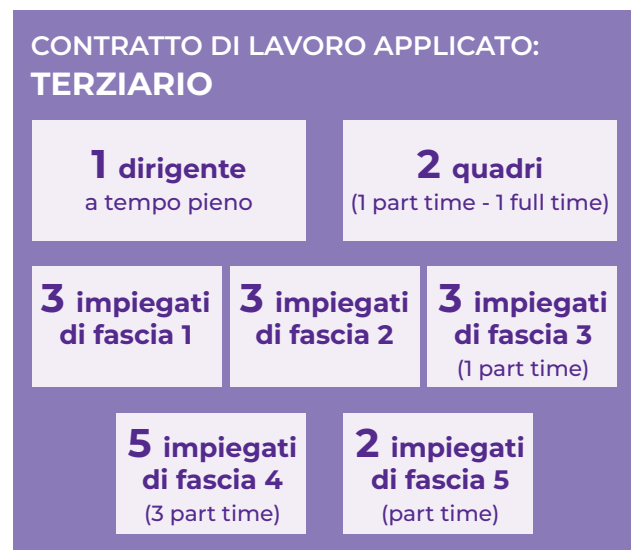 CONTRATTO DI LAVORO APPLICATO:
TERZIARIO
1 dirigente
a tempo pieno
2 quadri
(1 part time - 1 full time)
3 impiegati
di fascia 1
3 impiegati
di fascia 2
3 impiegati
di fascia 3
(1 part time)
5 impiegati
di fascia 4
(3 part time)
2 impiegati
di fascia 5
(part time)